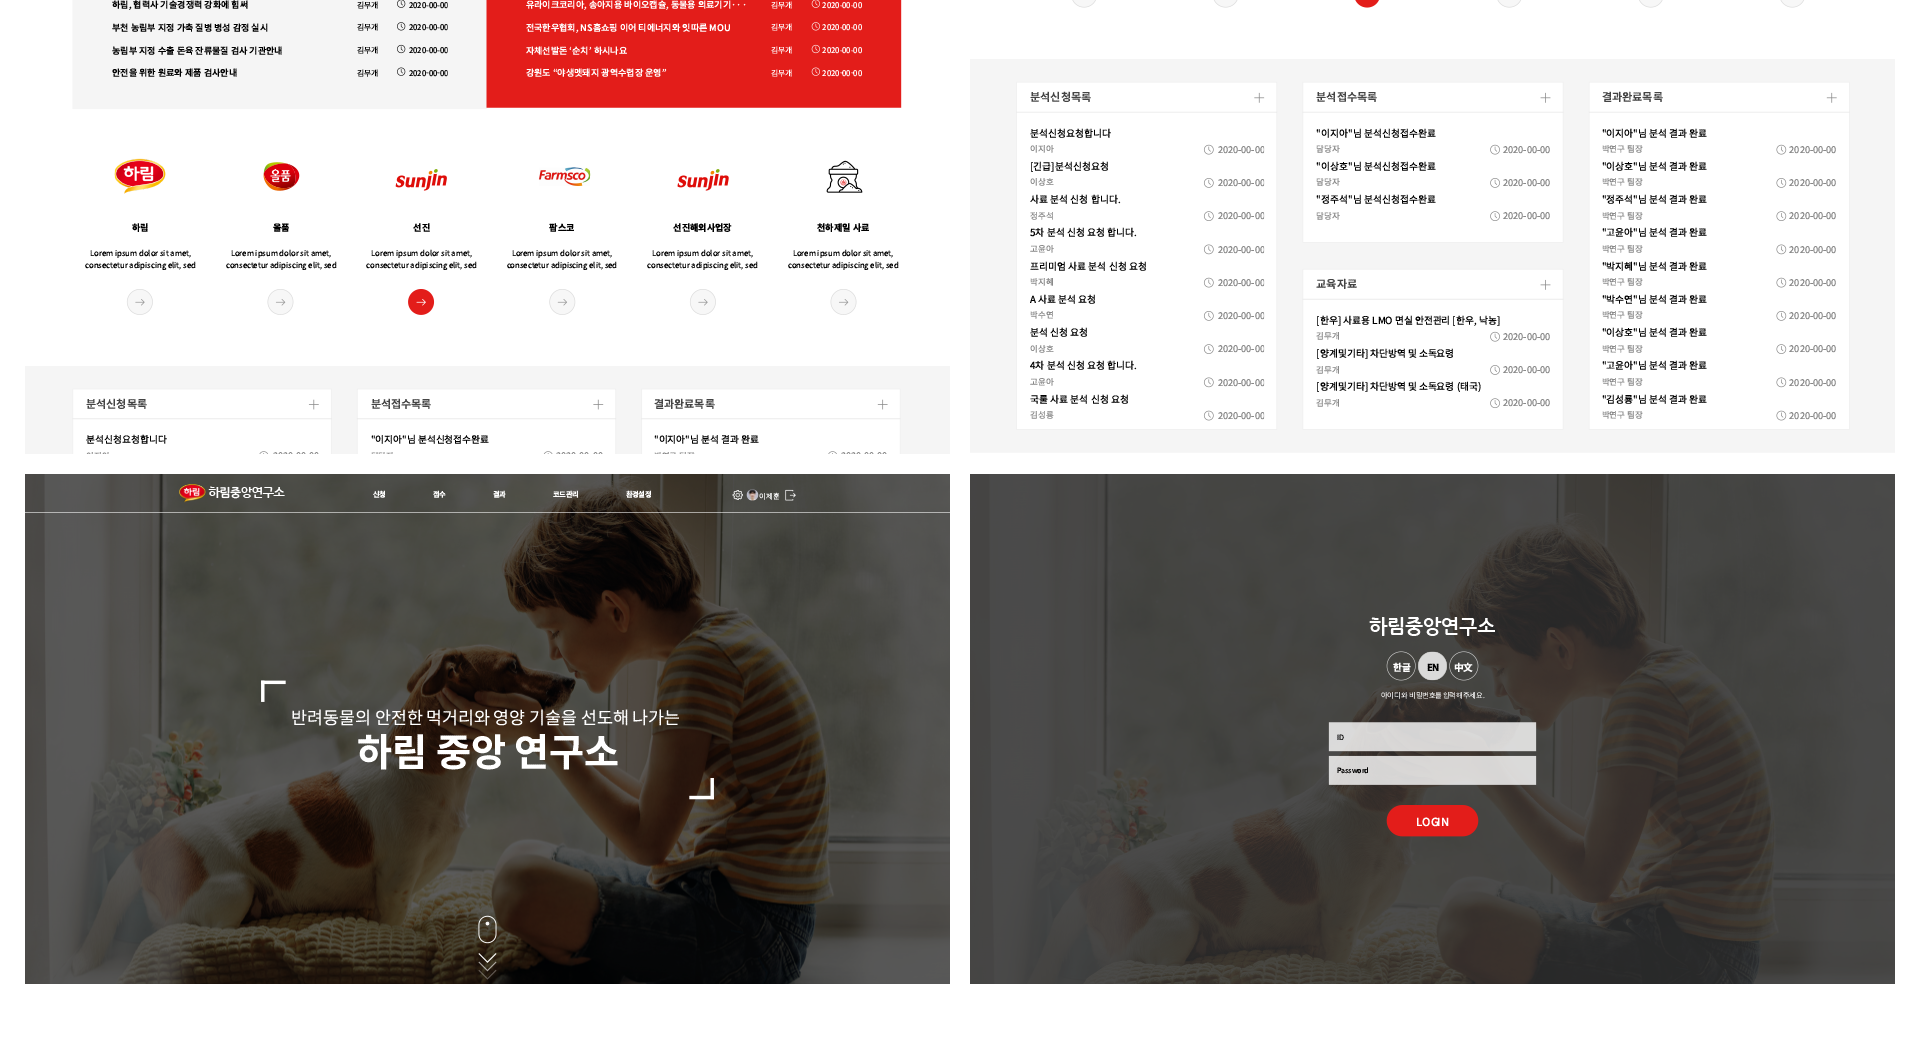 하림, 협력사 기술경쟁력 강화에 힘써 김무개 2020-00-00
부천 농림부 지정 가축 질병 병성 감정 실시 김무개 2020-00-00
농림부 지정 수출 돈육 잔류물질 검사 기관안내 김무개 2020-00-00
안전을 위한 원료와 제품 검사안내 김무개 2020-00-00
유라이크코리아, 송아지용 바이오캡슐, 동물용 의료기기··· 김무개 2020-00-00
전국한우협회, NS홈쇼핑 이어 티에너지와 잇따른 MOU 김무개 2020-00-00
자체선발돈 '순치' 하시나요 김무개 2020-00-00
강원도 "야생멧돼지 광역수렵장 운영" 김무개 2020-00-00
하림 올품 Sunjin Farmsco Sunjin
하림 올품 선진 팜스코 선진해외사업장 천하제일 사료
Lorem ipsum dolor sit amet, Lorem ipsum dolor sit amet, Lorem ipsum dolor sit amet, Lorem ipsum dolor sit amet, Lorem ipsum dolor sit amet, Lorem ipsum dolor sit amet,
consectetur adipiscing elit, sed consectetur adipiscing elit, sed consectetur adipiscing elit, sed consectetur adipiscing elit, sed consectetur adipiscing elit, sed consectetur adipiscing elit, sed
분석신청목록 분석접수목록 결과완료목록
분석신청요청합니다 "이지아"님 분석신청접수완료 "이지아"님 분석 결과 완료
분석신청목록
분석신청요청합니다
이지아 2020-00-00
[긴급]분석신청요청
이상호 2020-00-00
사료 분석 신청 합니다.
정주석 2020-00-00
5차 분석 신청 요청 합니다.
고윤아 2020-00-00
프리미엄 사료 분석 신청 요청
박지혜 2020-00-00
A 사료 분석 요청
박수연 2020-00-00
분석 신청 요청
이상호 2020-00-00
4차 분석 신청 요청 합니다.
고윤아 2020-00-00
국룰 사료 분석 신청 요청
김성룡 2020-00-00
분석접수목록
"이지아"님 분석신청접수완료
담당자 2020-00-00
"이상호"님 분석신청접수완료
담당자 2020-00-00
"정주석"님 분석신청접수완료
담당자 2020-00-00
교육자료
[한우] 사료용 LMO 면실 안전관리 [한우, 낙농]
김무개 2020-00-00
[양계및기타] 차단방역 및 소독요령
김무개 2020-00-00
[양계및기타] 차단방역 및 소독요령 (태국)
김무개 2020-00-00
결과완료목록
"이지아"님 분석 결과 완료
박연구 팀장 2020-00-00
"이상호"님 분석 결과 완료
박연구 팀장 2020-00-00
"정주석"님 분석 결과 완료
박연구 팀장 2020-00-00
"고윤아"님 분석 결과 완료
박연구 팀장 2020-00-00
"박지혜"님 분석 결과 완료
박연구 팀장 2020-00-00
"박수연"님 분석 결과 완료
박연구 팀장 2020-00-00
"이상호"님 분석 결과 완료
박연구 팀장 2020-00-00
"고윤아"님 분석 결과 완료
박연구 팀장 2020-00-00
"김성룡"님 분석 결과 완료
박연구 팀장 2020-00-00
하림 하림중앙연구소 신청 접수 결과 코드관리 환경설정 이제훈
반려동물의 안전한 먹거리와 영양 기술을 선도해 나가는
하림 중앙 연구소
하림중앙연구소
한글 EN 中文
아이디와 비밀번호를 입력해주세요.
ID
Password
LOGIN